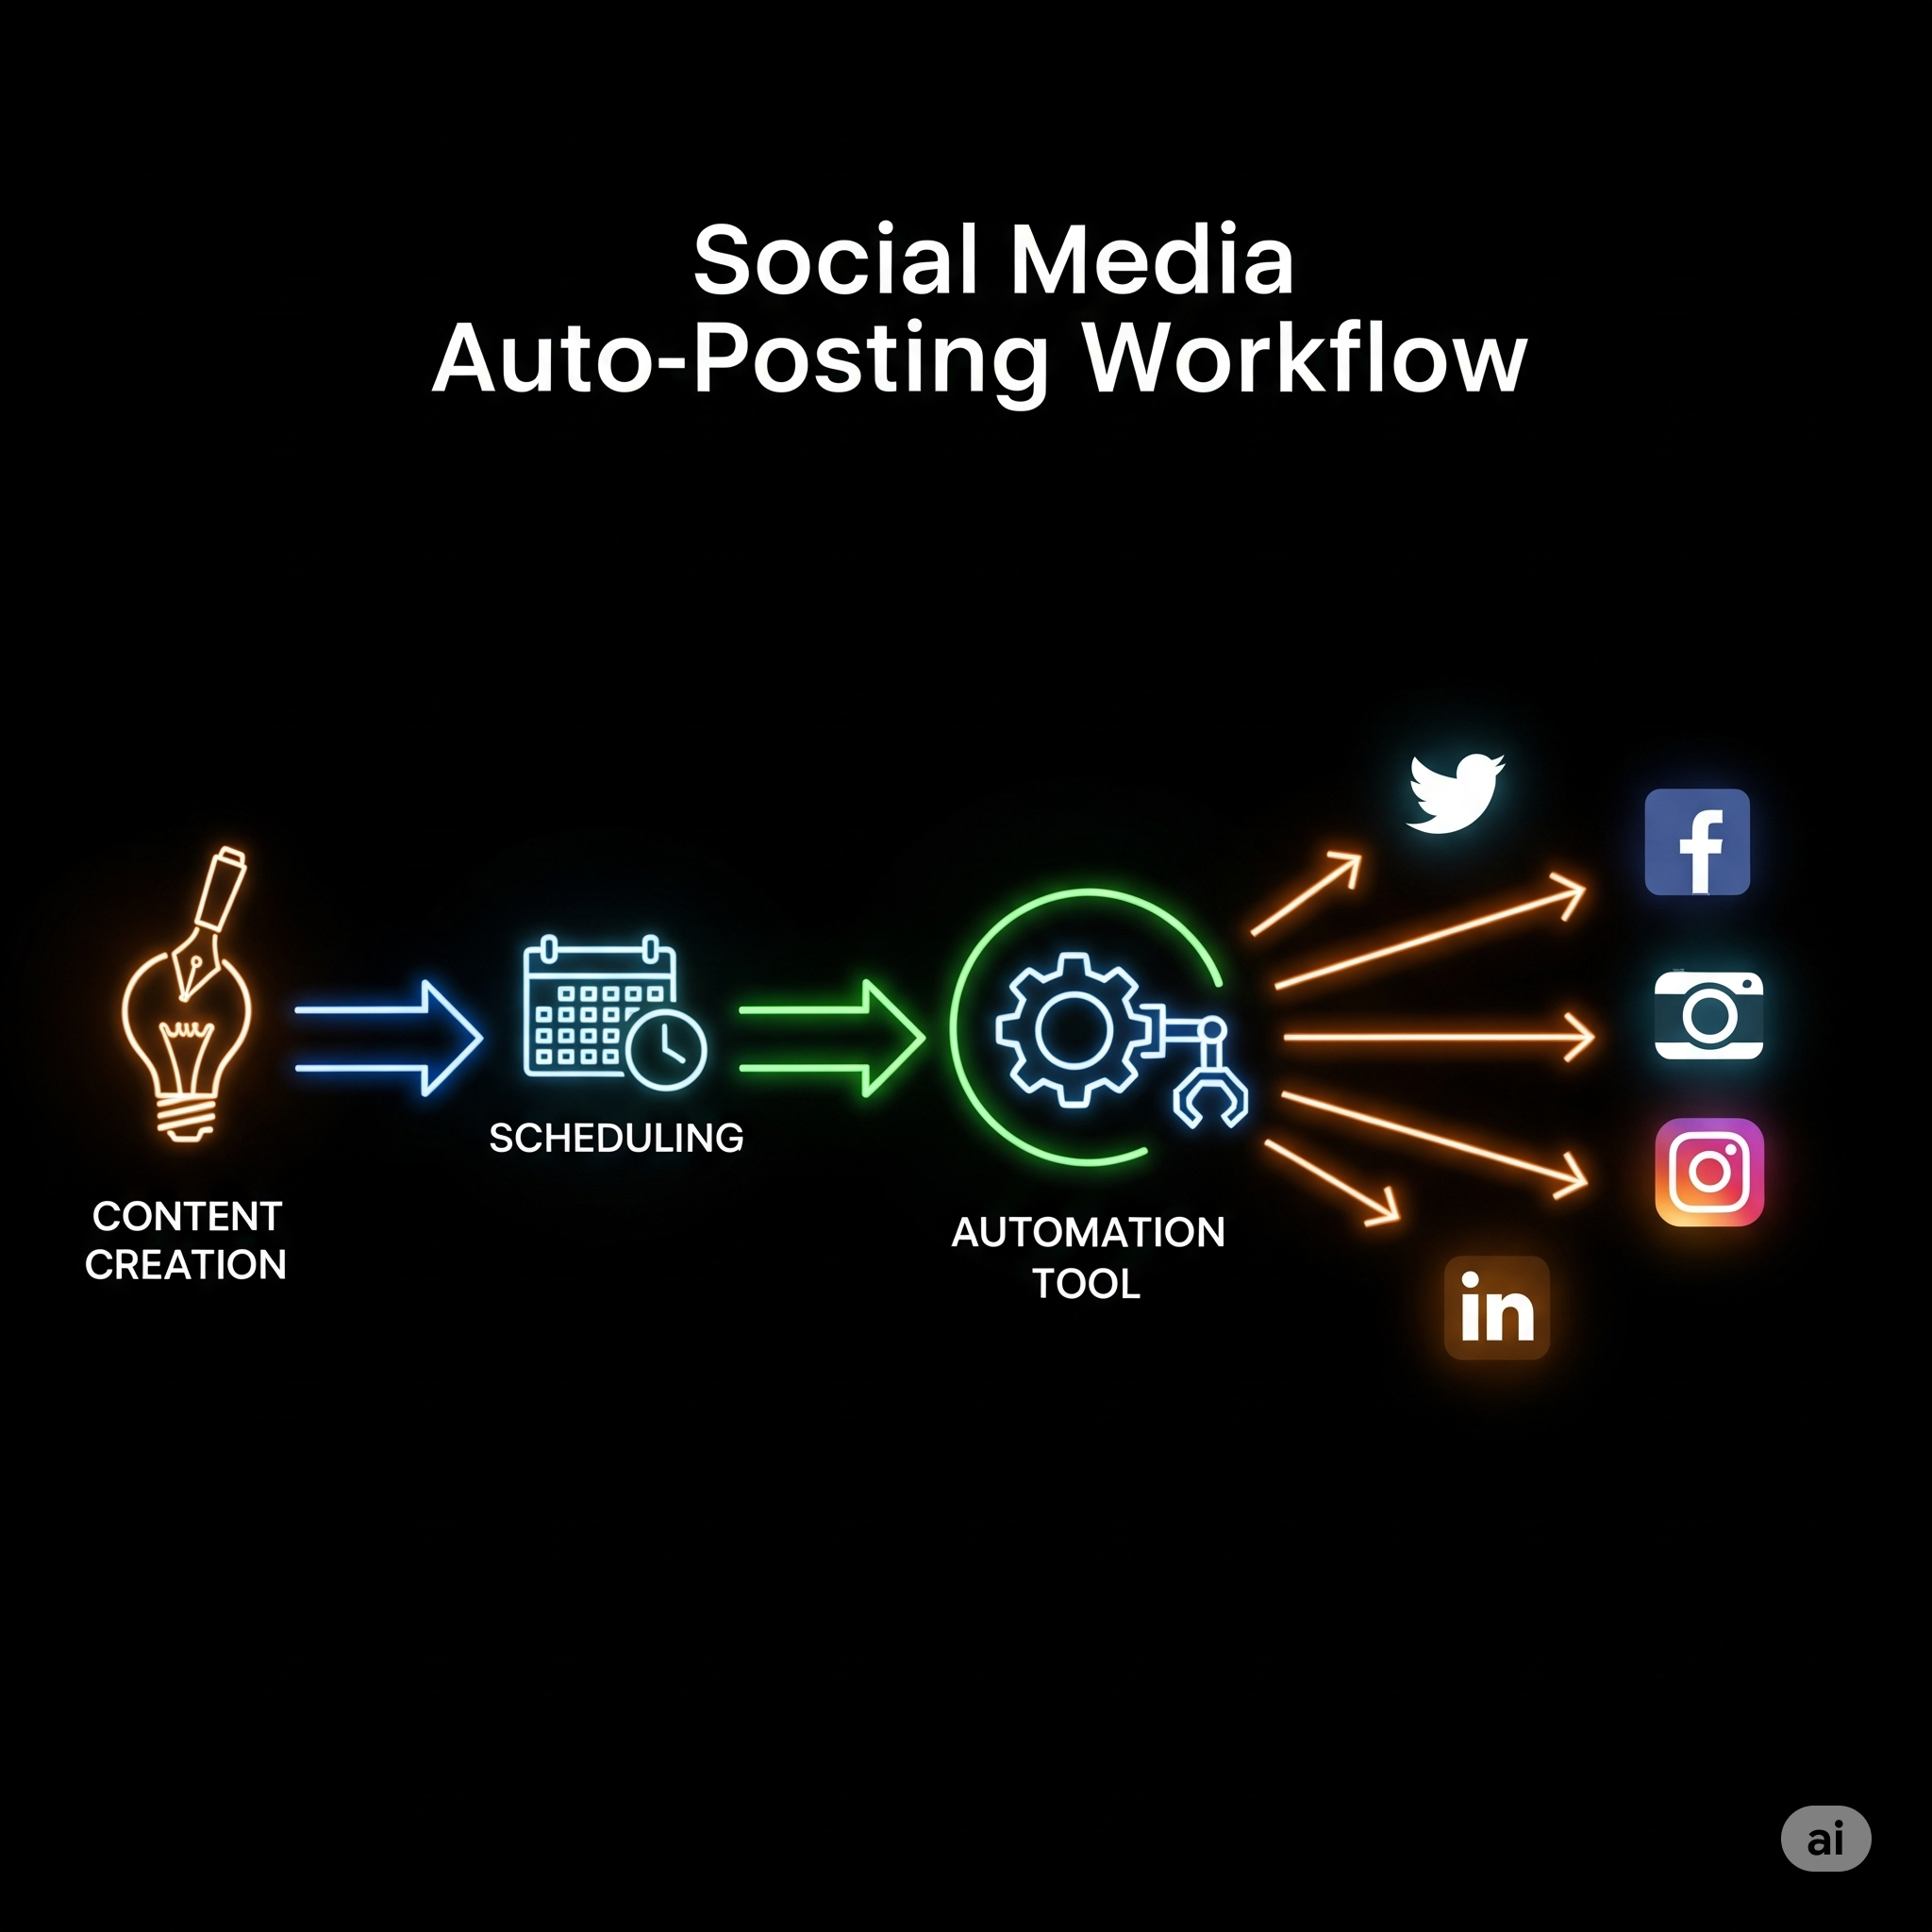 Social Media
Auto-Posting Workflow
SCHEDULING
CONTENT
CREATION
AUTOMATION
TOOL
f
in
ai